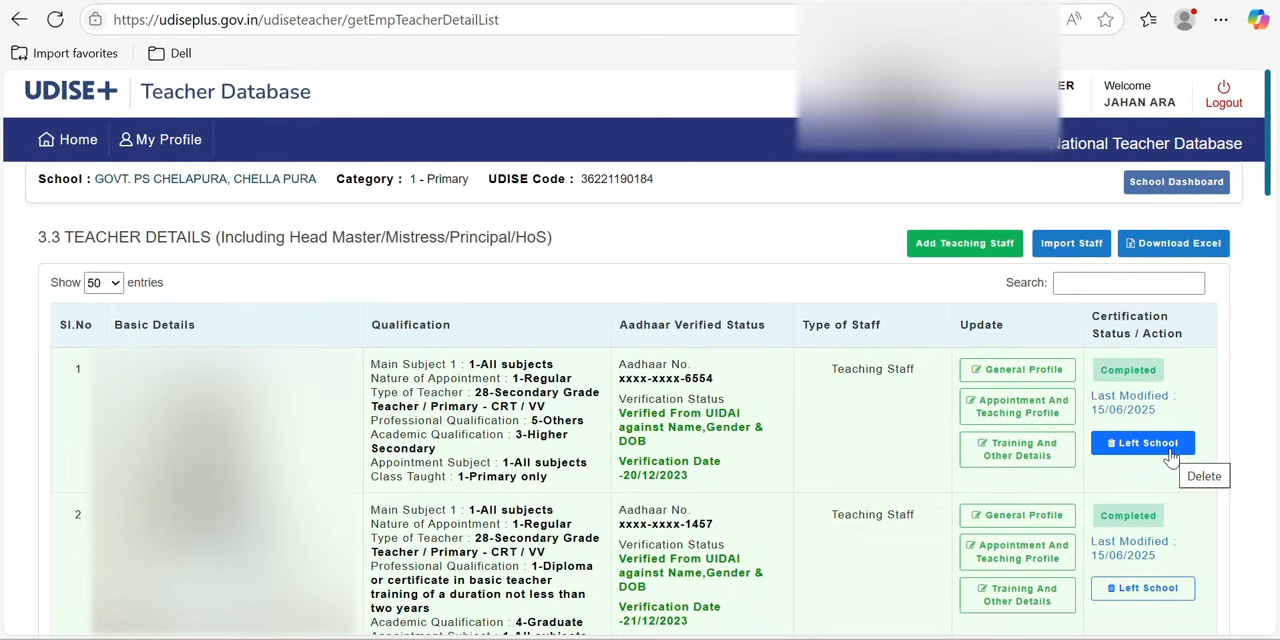 https://udiseplus.gov.in/udiseteacher/getEmpTeacherDetailList
Import favorites Dell
UDISE+ Teacher Database
ER Welcome
JAHAN ARA
Logout
Home My Profile
National Teacher Database
School : GOVT. PS CHELAPURA, CHELLA PURA Category : 1 - Primary UDISE Code : 36221190184
School Dashboard
3.3 TEACHER DETAILS (Including Head Master/Mistress/Principal/HoS)
Add Teaching Staff Import Staff Download Excel
Show 50 entries
Search:
Sl.No Basic Details Qualification Aadhaar Verified Status Type of Staff Update Certification
Status / Action
1
Main Subject 1 : 1-All subjects
Nature of Appointment : 1-Regular
Type of Teacher : 28-Secondary Grade
Teacher / Primary - CRT / VV
Professional Qualification : 5-Others
Academic Qualification : 3-Higher
Secondary
Appointment Subject : 1-All subjects
Class Taught : 1-Primary only
Aadhaar No.
xxxx-xxxx-6554
Verification Status
Verified From UIDAI
against Name,Gender &
DOB
Verification Date
-20/12/2023
Teaching Staff
General Profile
Appointment And
Teaching Profile
Training And
Other Details
Completed
Last Modified :
15/06/2025
Left School
Delete
2
Main Subject 1 : 1-All subjects
Nature of Appointment : 1-Regular
Type of Teacher : 28-Secondary Grade
Teacher / Primary - CRT / VV
Professional Qualification : 1-Diploma
or certificate in basic teacher
training of a duration not less than
two years
Academic Qualification : 4-Graduate
Appointment Subject : 1-All subjects
Aadhaar No.
xxxx-xxxx-1457
Verification Status
Verified From UIDAI
against Name,Gender &
DOB
Verification Date
-21/12/2023
Teaching Staff
General Profile
Appointment And
Teaching Profile
Training And
Other Details
Completed
Last Modified :
15/06/2025
Left School